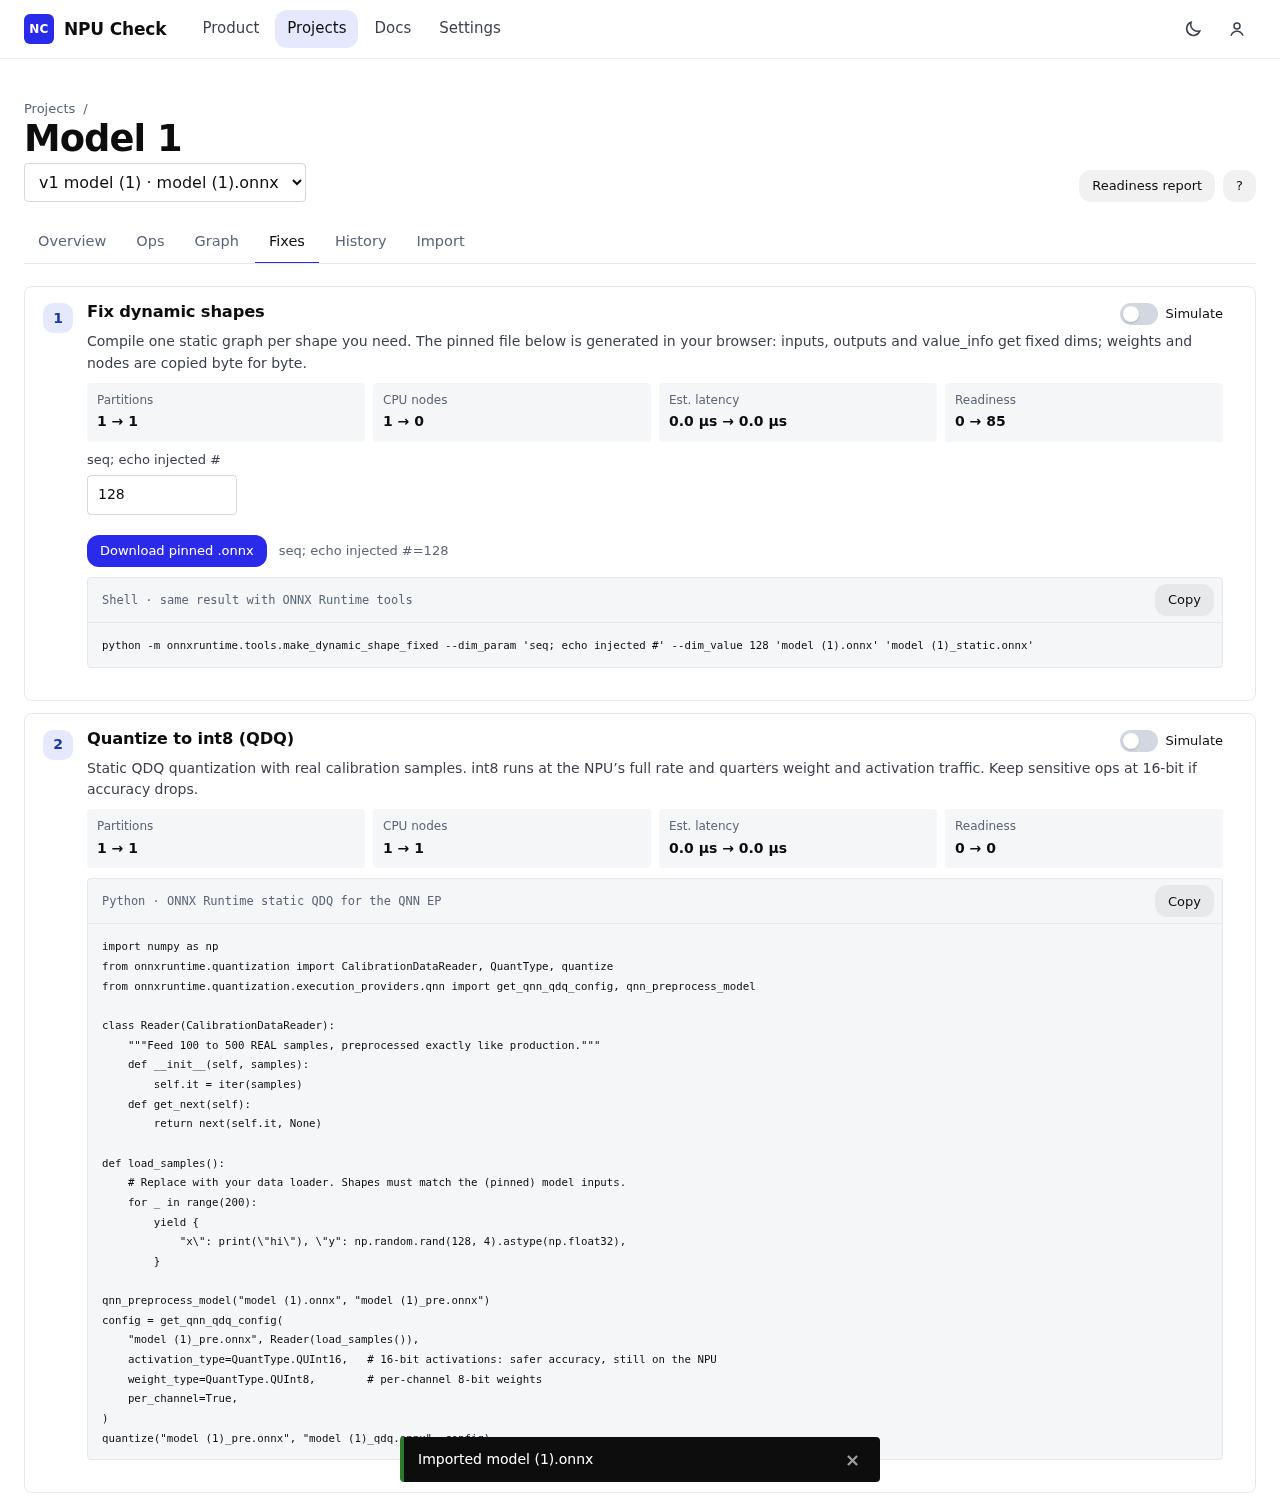 NC NPU Check Product Projects Docs Settings
Projects /
Model 1
v1 model (1) · model (1).onnx
Readiness report ?
Overview Ops Graph Fixes History Import
1 Fix dynamic shapes Simulate
Compile one static graph per shape you need. The pinned file below is generated in your browser: inputs, outputs and value_info get fixed dims; weights and
nodes are copied byte for byte.
Partitions CPU nodes Est. latency Readiness
1 → 1 1 → 0 0.0 µs → 0.0 µs 0 → 85
seq; echo injected #
128
Download pinned .onnx seq; echo injected #=128
Shell · same result with ONNX Runtime tools Copy
python -m onnxruntime.tools.make_dynamic_shape_fixed --dim_param 'seq; echo injected #' --dim_value 128 'model (1).onnx' 'model (1)_static.onnx'
2 Quantize to int8 (QDQ) Simulate
Static QDQ quantization with real calibration samples. int8 runs at the NPU’s full rate and quarters weight and activation traffic. Keep sensitive ops at 16-bit if
accuracy drops.
Partitions CPU nodes Est. latency Readiness
1 → 1 1 → 1 0.0 µs → 0.0 µs 0 → 0
Python · ONNX Runtime static QDQ for the QNN EP Copy
import numpy as np
from onnxruntime.quantization import CalibrationDataReader, QuantType, quantize
from onnxruntime.quantization.execution_providers.qnn import get_qnn_qdq_config, qnn_preprocess_model
class Reader(CalibrationDataReader):
    """Feed 100 to 500 REAL samples, preprocessed exactly like production."""
    def __init__(self, samples):
        self.it = iter(samples)
    def get_next(self):
        return next(self.it, None)
def load_samples():
    # Replace with your data loader. Shapes must match the (pinned) model inputs.
    for _ in range(200):
        yield {
            "x\": print(\"hi\"), \"y": np.random.rand(128, 4).astype(np.float32),
        }
qnn_preprocess_model("model (1).onnx", "model (1)_pre.onnx")
config = get_qnn_qdq_config(
    "model (1)_pre.onnx", Reader(load_samples()),
    activation_type=QuantType.QUInt16,   # 16-bit activations: safer accuracy, still on the NPU
    weight_type=QuantType.QUInt8,        # per-channel 8-bit weights
    per_channel=True,
)
quantize("model (1)_pre.onnx", "model (1)_qdq.
Imported model (1).onnx ×